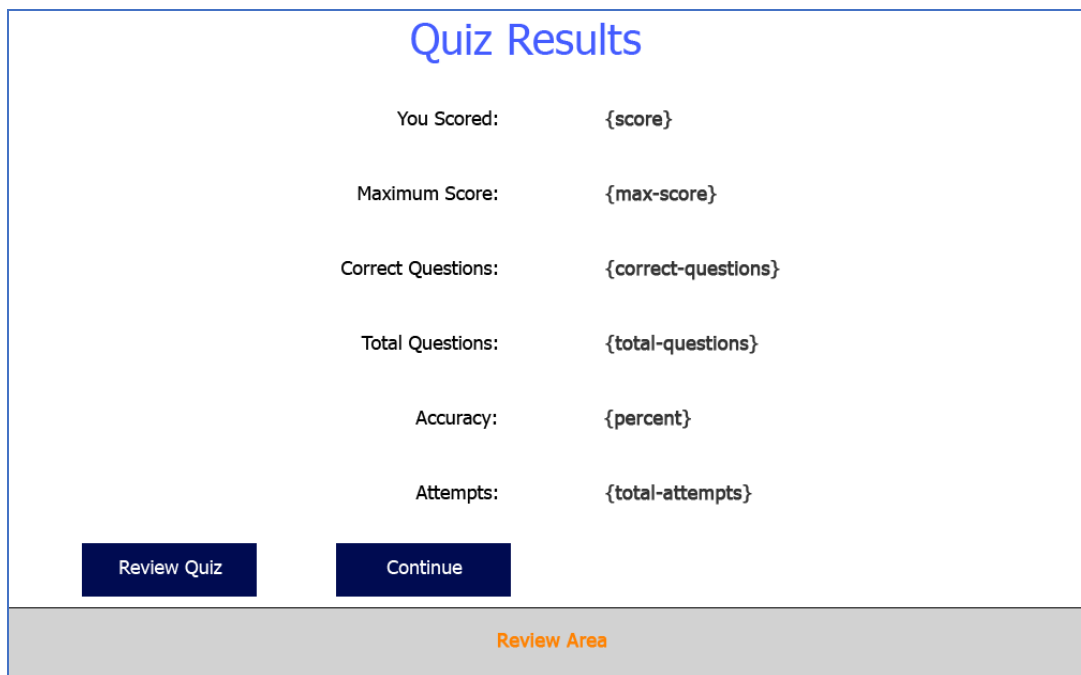 Quiz Results
You Scored: {score}
Maximum Score: {max-score}
Correct Questions: {correct-questions}
Total Questions: {total-questions}
Accuracy: {percent}
Attempts: {total-attempts}
Review Quiz Continue
Review Area